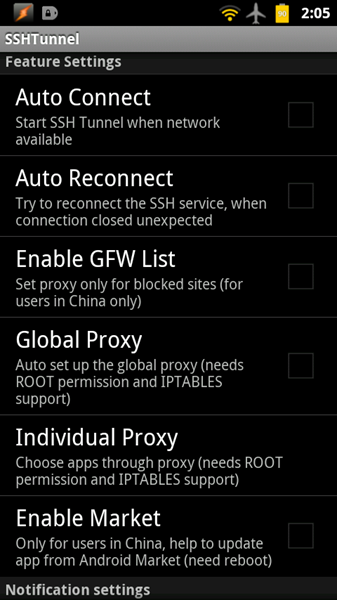 90 2:05
SSHTunnel
Feature Settings
Auto Connect
Start SSH Tunnel when network
available
Auto Reconnect
Try to reconnect the SSH service, when
connection closed unexpected
Enable GFW List
Set proxy only for blocked sites (for
users in China only)
Global Proxy
Auto set up the global proxy (needs
ROOT permission and IPTABLES
support)
Individual Proxy
Choose apps through proxy (needs ROOT
permission and IPTABLES support)
Enable Market
Only for users in China, help to update
app from Android Market (need reboot)
Notification settings